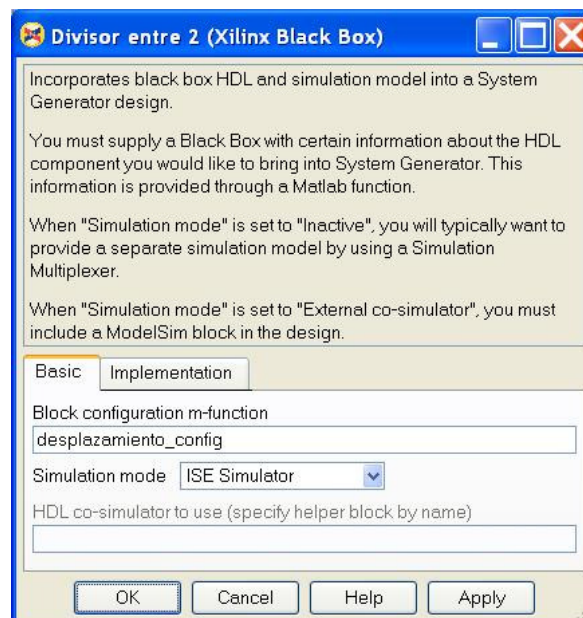 Divisor entre 2 (Xilinx Black Box)
Incorporates black box HDL and simulation model into a System
Generator design.
You must supply a Black Box with certain information about the HDL
component you would like to bring into System Generator. This
information is provided through a Matlab function.
When "Simulation mode" is set to "Inactive", you will typically want to
provide a separate simulation model by using a Simulation
Multiplexer.
When "Simulation mode" is set to "External co-simulator", you must
include a ModelSim block in the design.
Basic Implementation
Block configuration m-function
desplazamiento_config
Simulation mode ISE Simulator
HDL co-simulator to use (specify helper block by name)
OK Cancel Help Apply